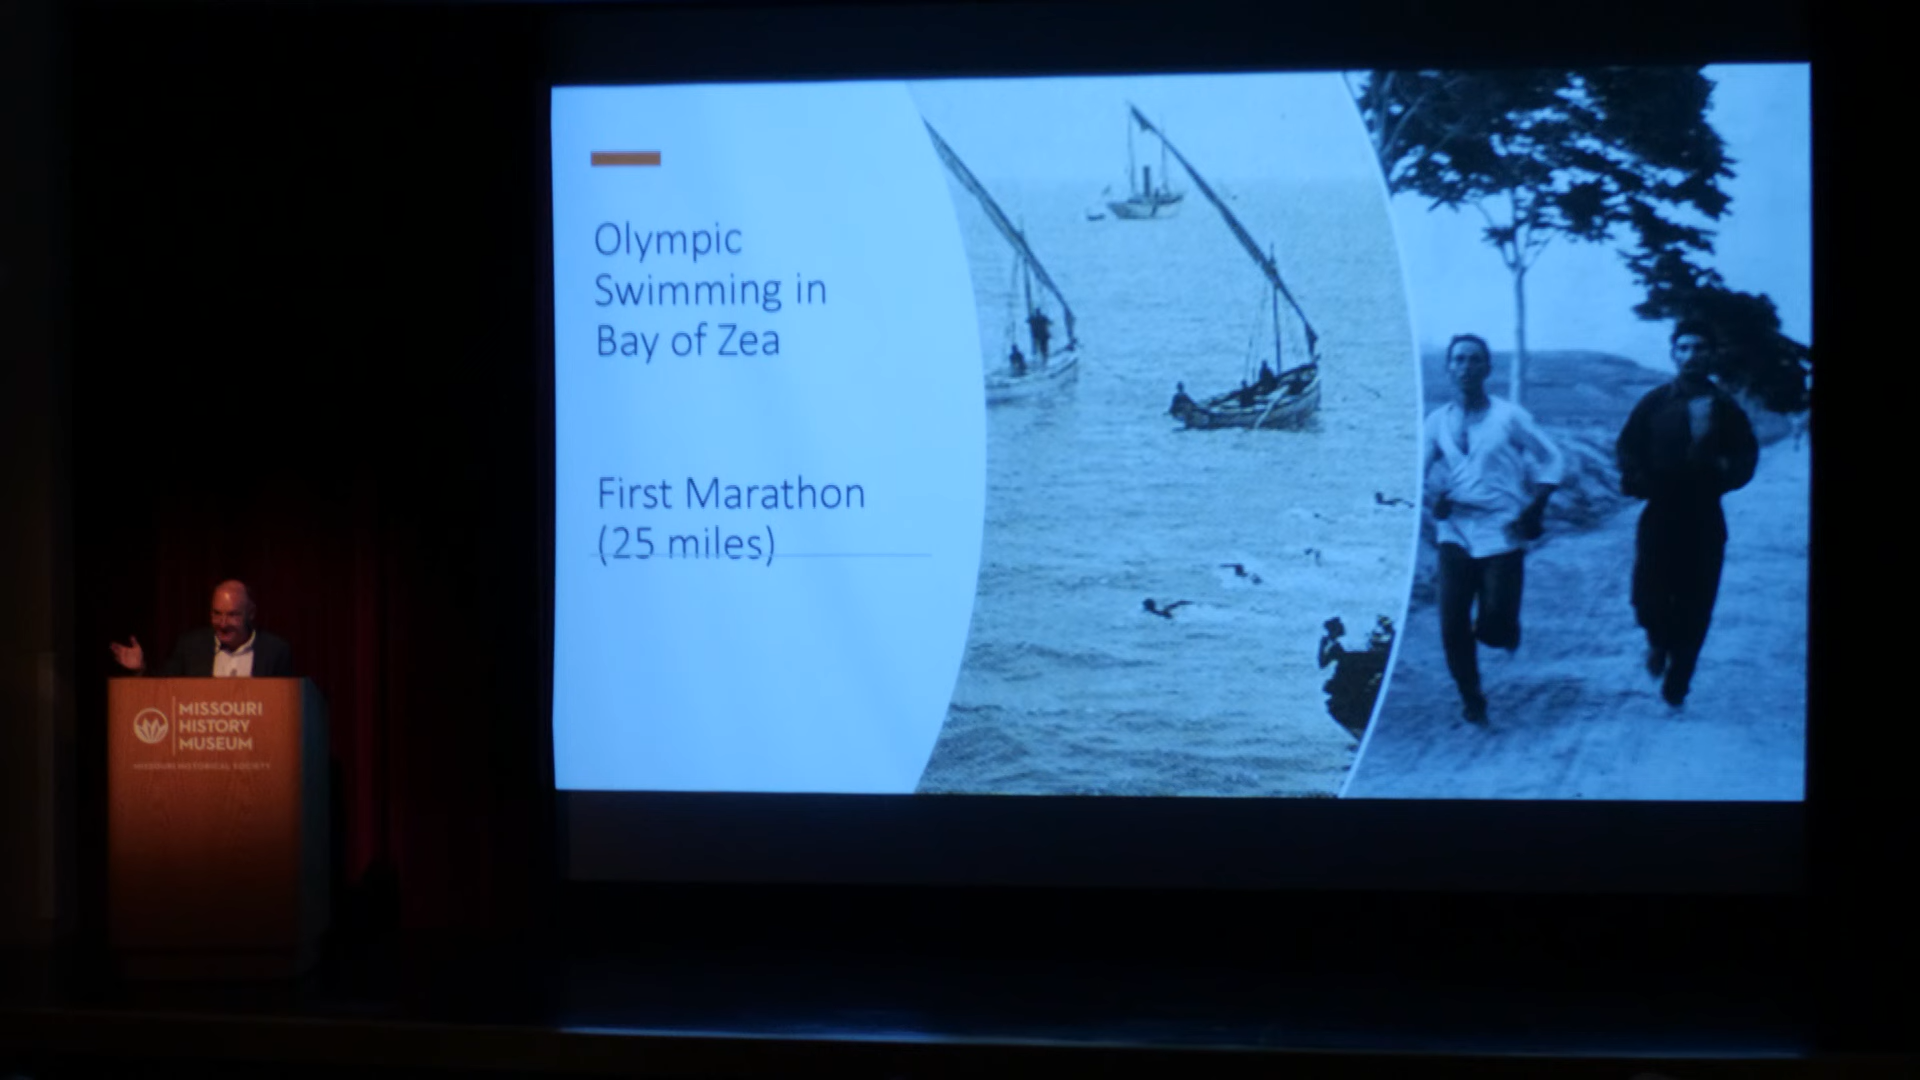 Olympic
Swimming in
Bay of Zea
First Marathon
(25 miles)
MISSOURI
HISTORY
MUSEUM
MISSOURI HISTORICAL SOCIETY